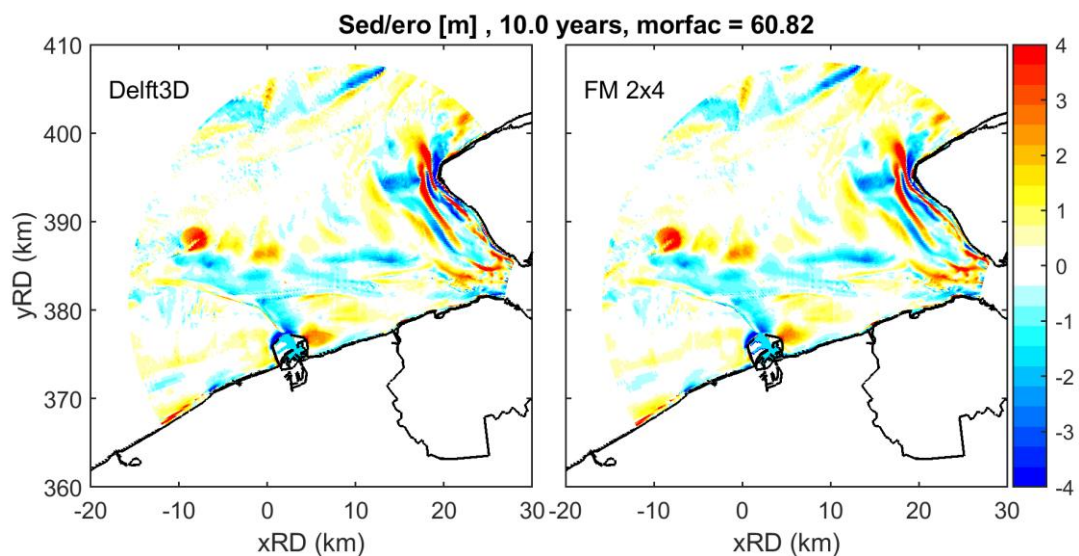 Sed/ero [m] , 10.0 years, morfac = 60.82
Delft3D
FM 2x4
410
400
390
380
370
360
yRD (km)
-20 -10 0 10 20 30
-20 -10 0 10 20 30
xRD (km)
xRD (km)
4
3
2
1
0
-1
-2
-3
-4